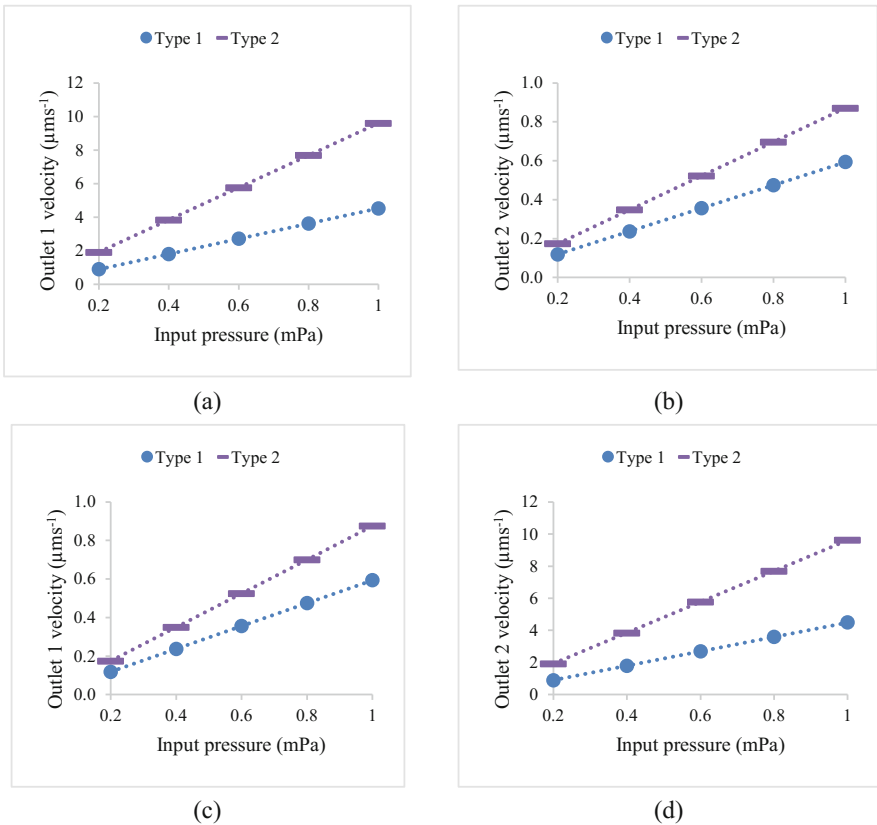 Type 1 Type 2
12
10
8
6
4
2
0
0.2 0.4 0.6 0.8 1
Outlet 1 velocity (µms⁻¹)
Input pressure (mPa)
(a)
Type 1 Type 2
1.0
0.8
0.6
0.4
0.2
0.0
0.2 0.4 0.6 0.8 1
Outlet 2 velocity (µms⁻¹)
Input pressure (mPa)
(b)
Type 1 Type 2
1.0
0.8
0.6
0.4
0.2
0.0
0.2 0.4 0.6 0.8 1
Outlet 1 velocity (µms⁻¹)
Input pressure (mPa)
(c)
Type 1 Type 2
12
10
8
6
4
2
0
0.2 0.4 0.6 0.8 1
Outlet 2 velocity (µms⁻¹)
Input pressure (mPa)
(d)